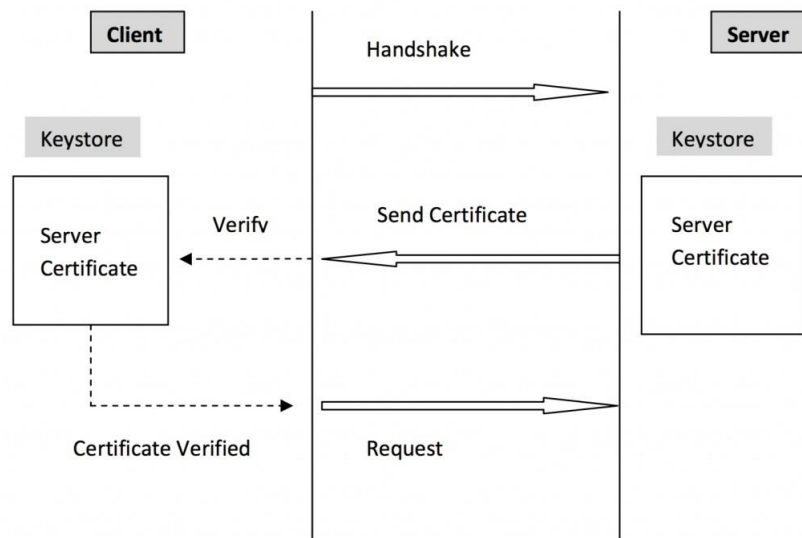 Client
Server
Handshake
Keystore
Keystore
Verify
Send Certificate
Server
Certificate
Server
Certificate
Certificate Verified
Request